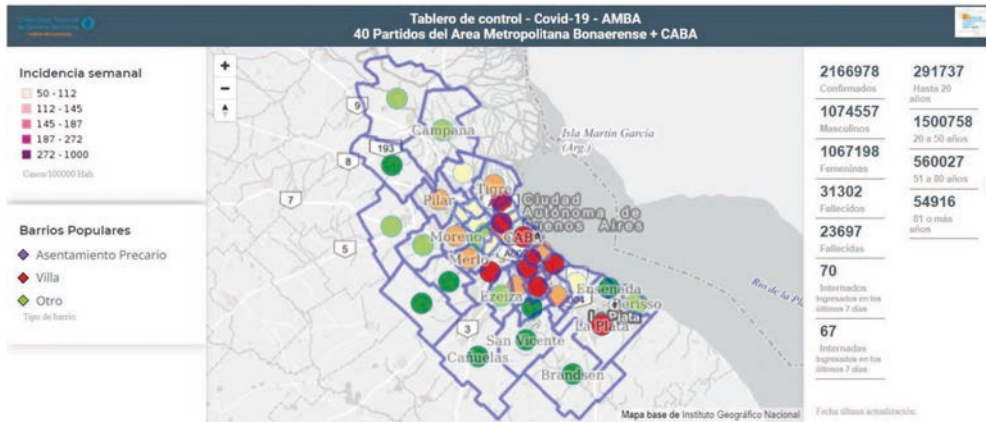 Tablero de control - Covid-19 - AMBA
40 Partidos del Area Metropolitana Bonaerense + CABA
Incidencia semanal
50 - 112
112 - 145
145 - 187
187 - 272
272 - 1000
Casos/100000 Hab
Barrios Populares
Asentamiento Precario
Villa
Otro
Tipo de barrio
+
−
9
193
8
7
5
3
Campana
Isla Martín García
(Arg.)
Tigre
Pilar
Ciudad
Autónoma de
Buenos Aires
CABA
Moreno
Merlo
Ezeiza
Ensenada
Berisso
La Plata
La Plata
San Vicente
Cañuelas
Brandsen
Río de la Pla
Mapa base de Instituto Geográfico Nacional
2166978
Confirmados
1074557
Masculinos
1067198
Femeninas
31302
Fallecidos
23697
Fallecidas
70
Internados
Ingresados en los
últimos 7 dias
67
Internadas
Ingresados en los
últimos 7 dias
291737
Hasta 20
años
1500758
20 a 50 años
560027
51 a 80 años
54916
81 o más
años
Fecha última actualización: